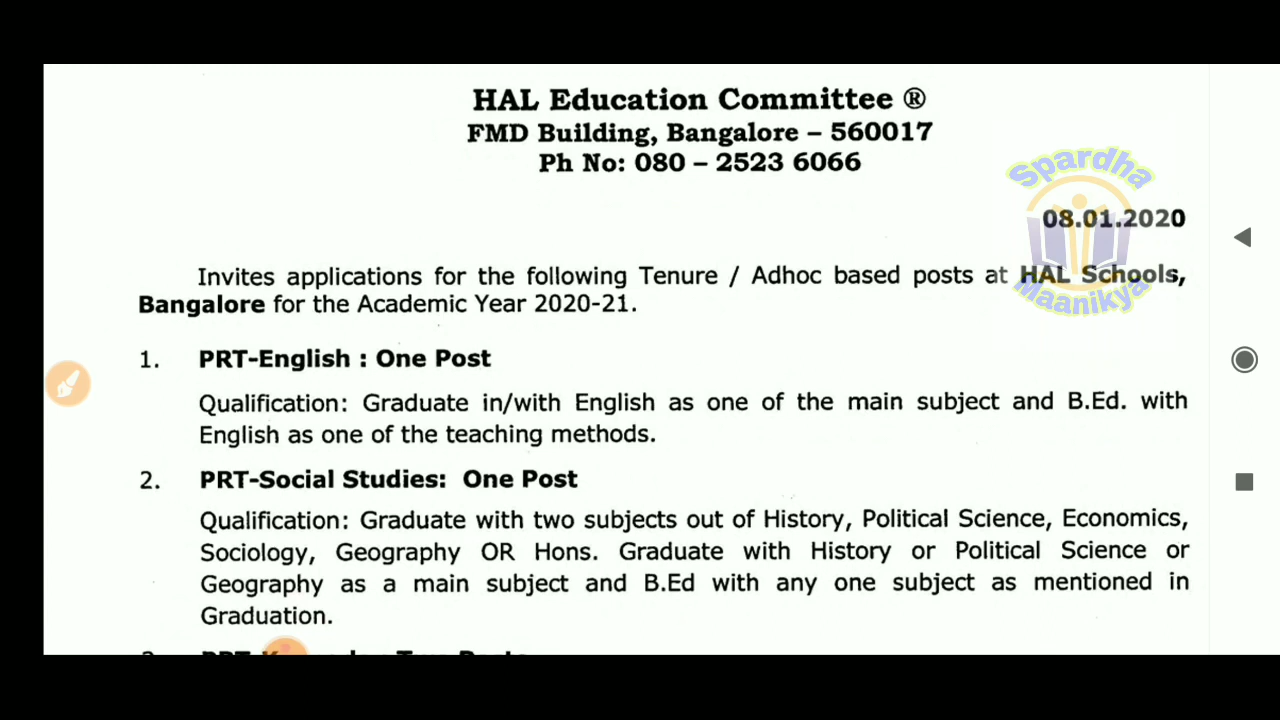 HAL Education Committee ®
FMD Building, Bangalore – 560017
Ph No: 080 – 2523 6066
Spardha
Maanikya
08.01.2020
Invites applications for the following Tenure / Adhoc based posts at HAL Schools,
Bangalore for the Academic Year 2020-21.
1. PRT-English : One Post
Qualification: Graduate in/with English as one of the main subject and B.Ed. with
English as one of the teaching methods.
2. PRT-Social Studies: One Post
Qualification: Graduate with two subjects out of History, Political Science, Economics,
Sociology, Geography OR Hons. Graduate with History or Political Science or
Geography as a main subject and B.Ed with any one subject as mentioned in
Graduation.